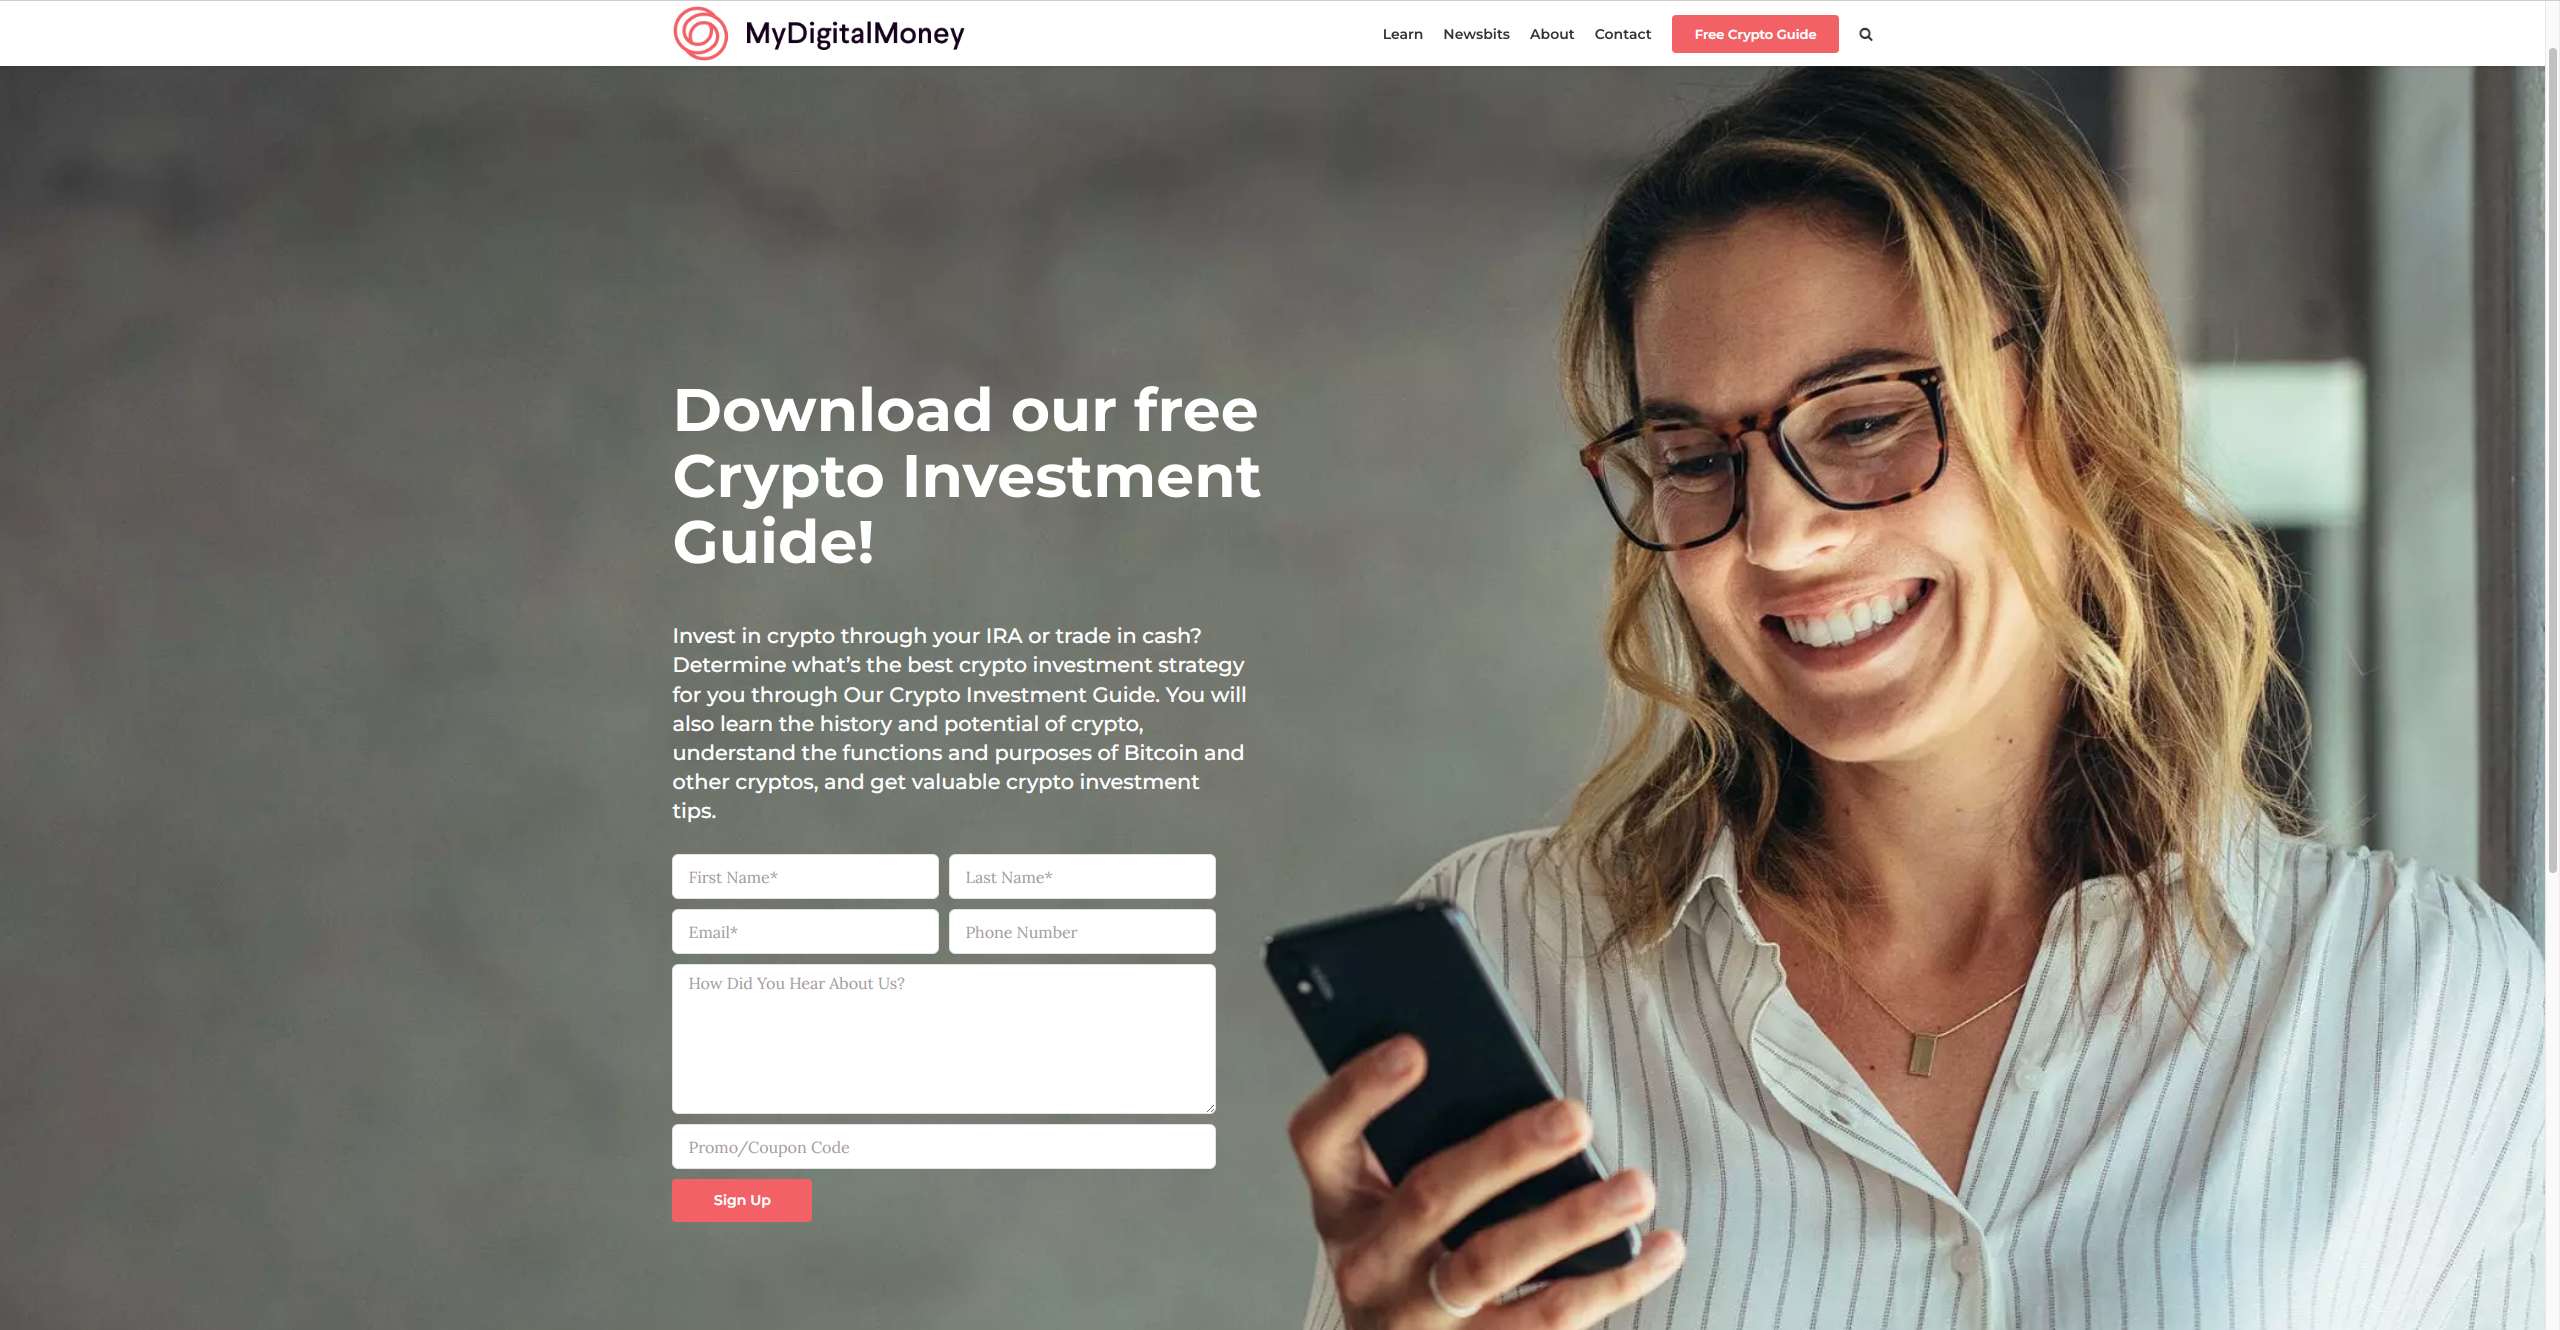 MyDigitalMoney
Learn Newsbits About Contact Free Crypto Guide
Download our free
Crypto Investment
Guide!
Invest in crypto through your IRA or trade in cash?
Determine what’s the best crypto investment strategy
for you through Our Crypto Investment Guide. You will
also learn the history and potential of crypto,
understand the functions and purposes of Bitcoin and
other cryptos, and get valuable crypto investment
tips.
First Name* Last Name*
Email* Phone Number
How Did You Hear About Us?
Promo/Coupon Code
Sign Up